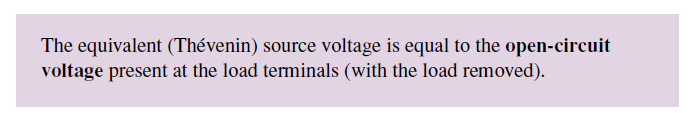 The equivalent (Thévenin) source voltage is equal to the open-circuit
voltage present at the load terminals (with the load removed).